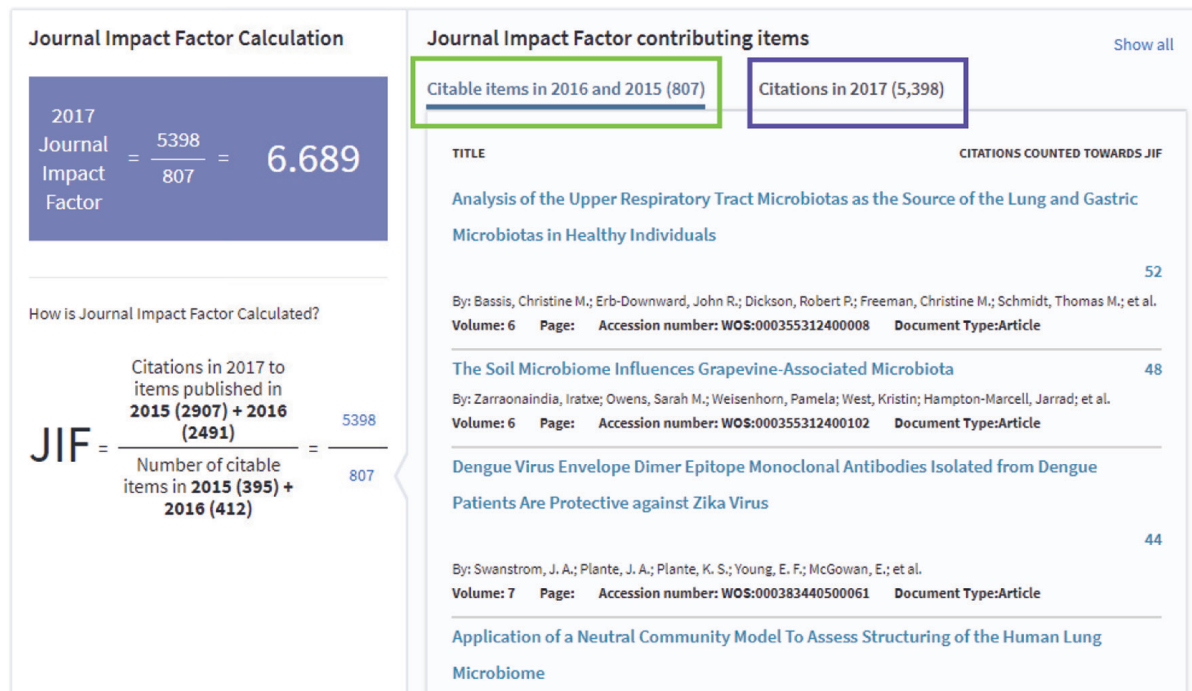 Journal Impact Factor Calculation
2017
Journal
Impact
Factor
= 5398 / 807 = 6.689
How is Journal Impact Factor Calculated?
JIF =
Citations in 2017 to
items published in
2015 (2907) + 2016
(2491)
Number of citable
items in 2015 (395) +
2016 (412)
=
5398
807
Journal Impact Factor contributing items
Show all
Citable items in 2016 and 2015 (807)
Citations in 2017 (5,398)
TITLE
CITATIONS COUNTED TOWARDS JIF
Analysis of the Upper Respiratory Tract Microbiotas as the Source of the Lung and Gastric
Microbiotas in Healthy Individuals
52
By: Bassis, Christine M.; Erb-Downward, John R.; Dickson, Robert P.; Freeman, Christine M.; Schmidt, Thomas M.; et al.
Volume: 6 Page: Accession number: WOS:000355312400008 Document Type:Article
The Soil Microbiome Influences Grapevine-Associated Microbiota 48
By: Zarraonaindia, Iratxe; Owens, Sarah M.; Weisenhorn, Pamela; West, Kristin; Hampton-Marcell, Jarrad; et al.
Volume: 6 Page: Accession number: WOS:000355312400102 Document Type:Article
Dengue Virus Envelope Dimer Epitope Monoclonal Antibodies Isolated from Dengue
Patients Are Protective against Zika Virus
44
By: Swanstrom, J. A.; Plante, J. A.; Plante, K. S.; Young, E. F.; McGowan, E.; et al.
Volume: 7 Page: Accession number: WOS:000383440500061 Document Type:Article
Application of a Neutral Community Model To Assess Structuring of the Human Lung
Microbiome